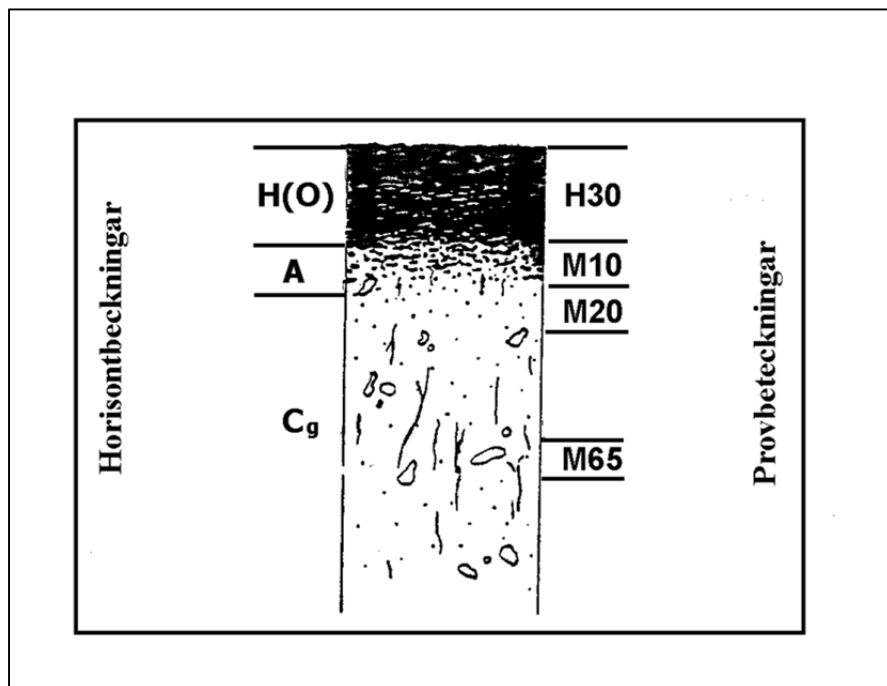 Horisontbeckningar
H(O)
A
Cg
H30
M10
M20
M65
Provbeteckningar